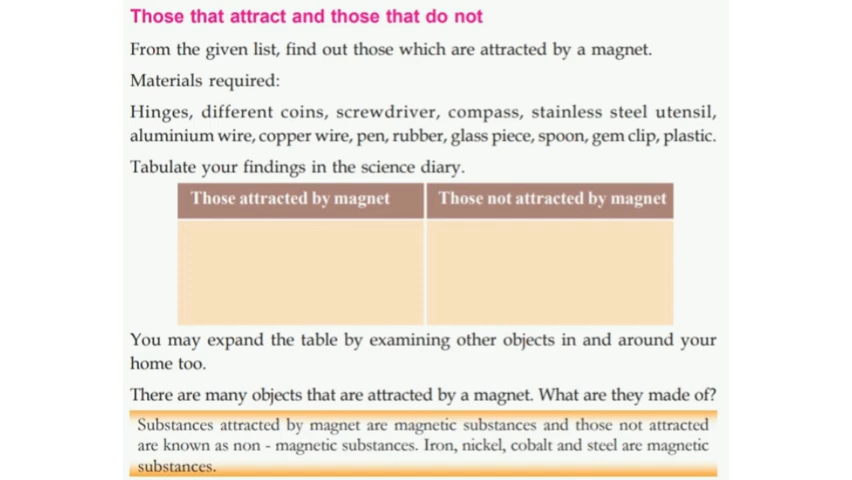 Those that attract and those that do not
From the given list, find out those which are attracted by a magnet.
Materials required:
Hinges, different coins, screwdriver, compass, stainless steel utensil,
aluminium wire, copper wire, pen, rubber, glass piece, spoon, gem clip, plastic.
Tabulate your findings in the science diary.
Those attracted by magnet
Those not attracted by magnet
You may expand the table by examining other objects in and around your
home too.
There are many objects that are attracted by a magnet. What are they made of?
Substances attracted by magnet are magnetic substances and those not attracted
are known as non - magnetic substances. Iron, nickel, cobalt and steel are magnetic
substances.